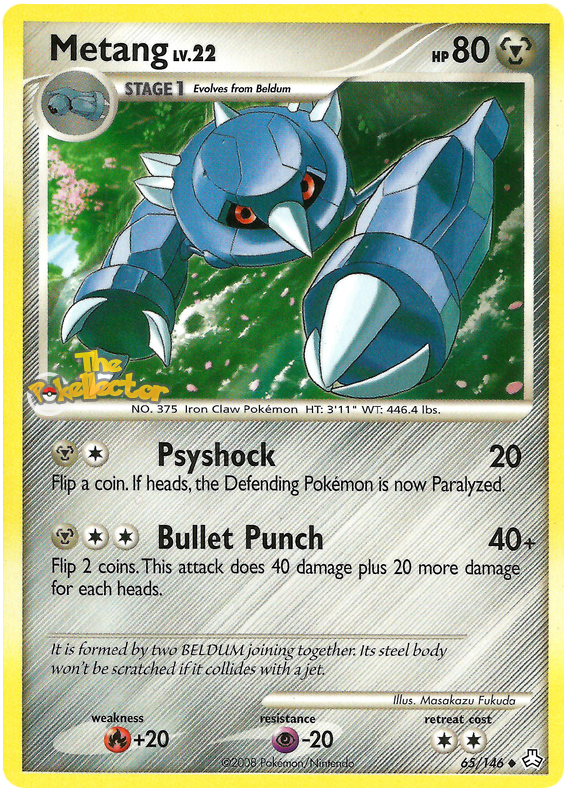 Metang LV.22 HP 80
STAGE 1 Evolves from Beldum
The
Pokéllector
NO. 375 Iron Claw Pokémon HT: 3'11" WT: 446.4 lbs.
Psyshock 20
Flip a coin. If heads, the Defending Pokémon is now Paralyzed.
Bullet Punch 40+
Flip 2 coins. This attack does 40 damage plus 20 more damage
for each heads.
It is formed by two BELDUM joining together. Its steel body
won't be scratched if it collides with a jet.
Illus. Masakazu Fukuda
weakness resistance retreat cost
+20 -20
©2008 Pokémon/Nintendo 65/146